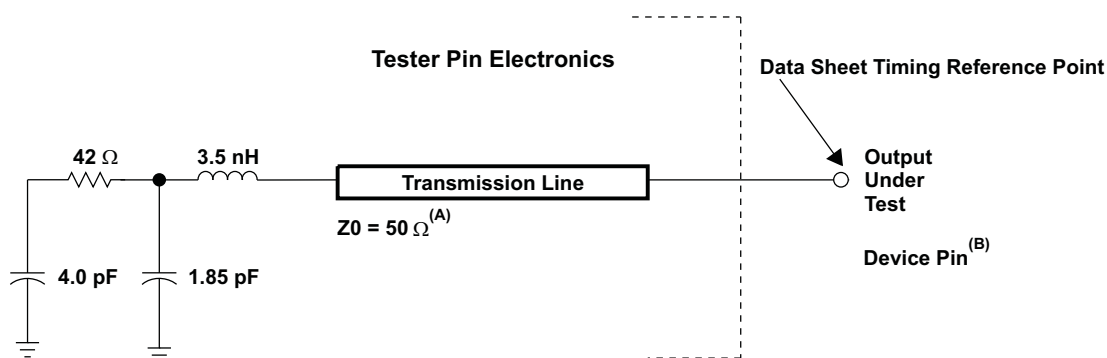 Tester Pin Electronics
Data Sheet Timing Reference Point
42 Ω
3.5 nH
Transmission Line
Output
Under
Test
Z0 = 50 Ω(A)
Device Pin(B)
4.0 pF
1.85 pF